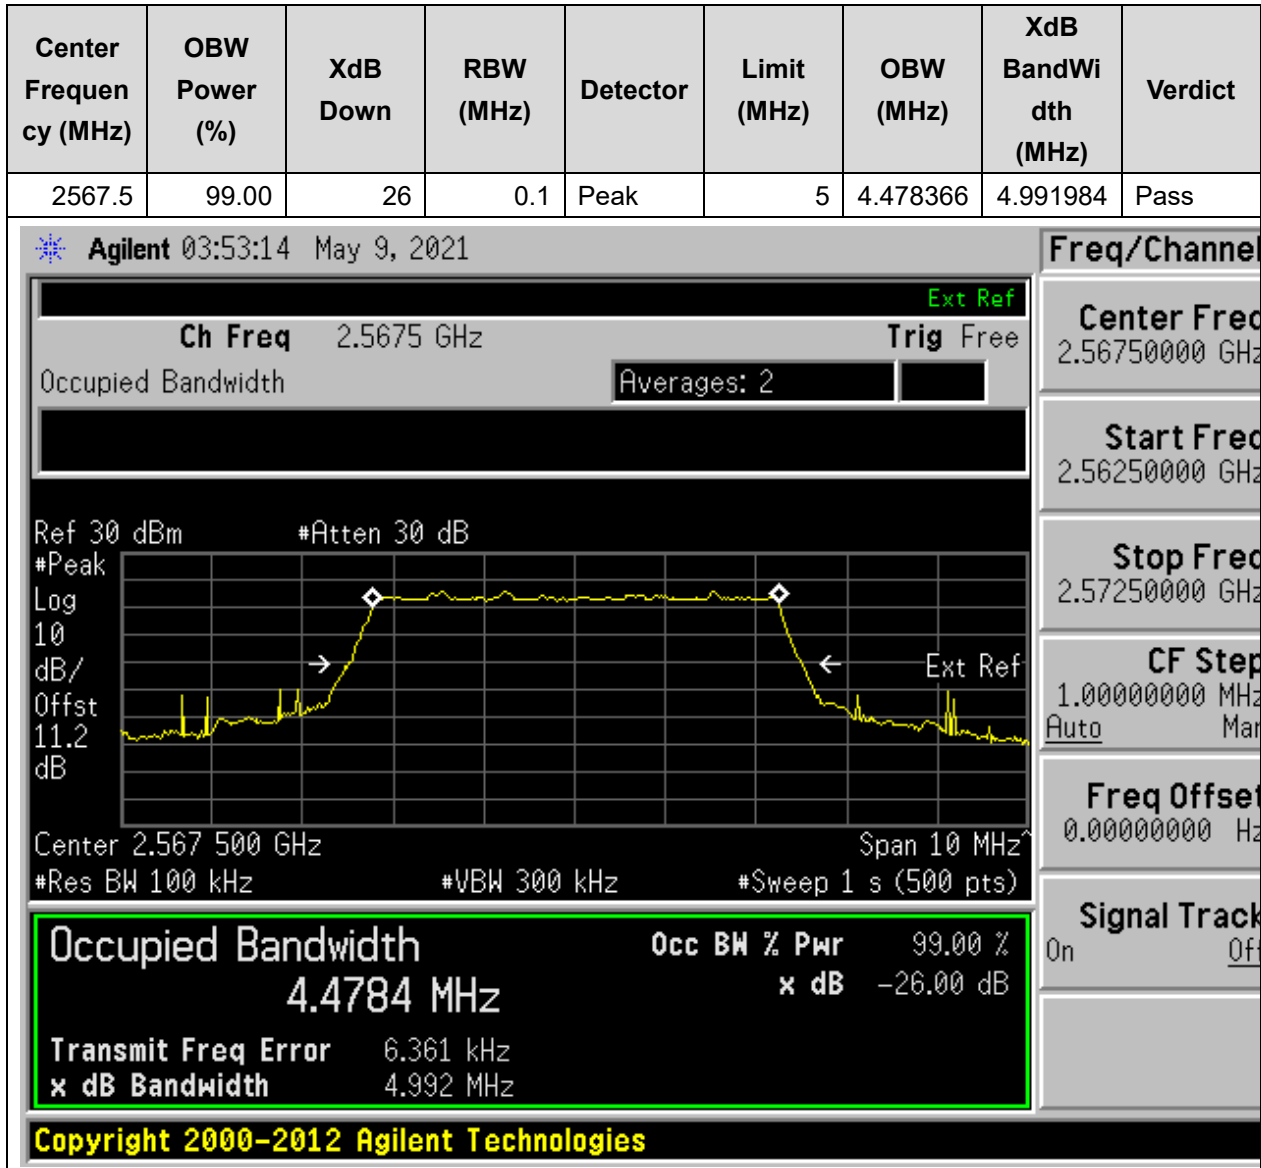 Center Frequen cy (MHz) OBW Power (%) XdB Down RBW (MHz) Detector Limit (MHz) OBW (MHz) XdB BandWi dth (MHz) Verdict
2567.5 99.00 26 0.1 Peak 5 4.478366 4.991984 Pass
Agilent 03:53:14 May 9, 2021
Freq/Channel
Ext Ref
Ch Freq 2.5675 GHz Trig Free
Occupied Bandwidth Averages: 2
Ref 30 dBm #Atten 30 dB
#Peak
Log
10
dB/
Offst
11.2
dB
Ext Ref
Center 2.567 500 GHz Span 10 MHz^
#Res BW 100 kHz #VBW 300 kHz #Sweep 1 s (500 pts)
Occupied Bandwidth Occ BW % Pwr 99.00 %
4.4784 MHz x dB -26.00 dB
Transmit Freq Error 6.361 kHz
x dB Bandwidth 4.992 MHz
Center Freq
2.56750000 GHz
Start Freq
2.56250000 GHz
Stop Freq
2.57250000 GHz
CF Step
1.00000000 MHz
Auto Man
Freq Offset
0.00000000 Hz
Signal Track
On Off
Copyright 2000-2012 Agilent Technologies